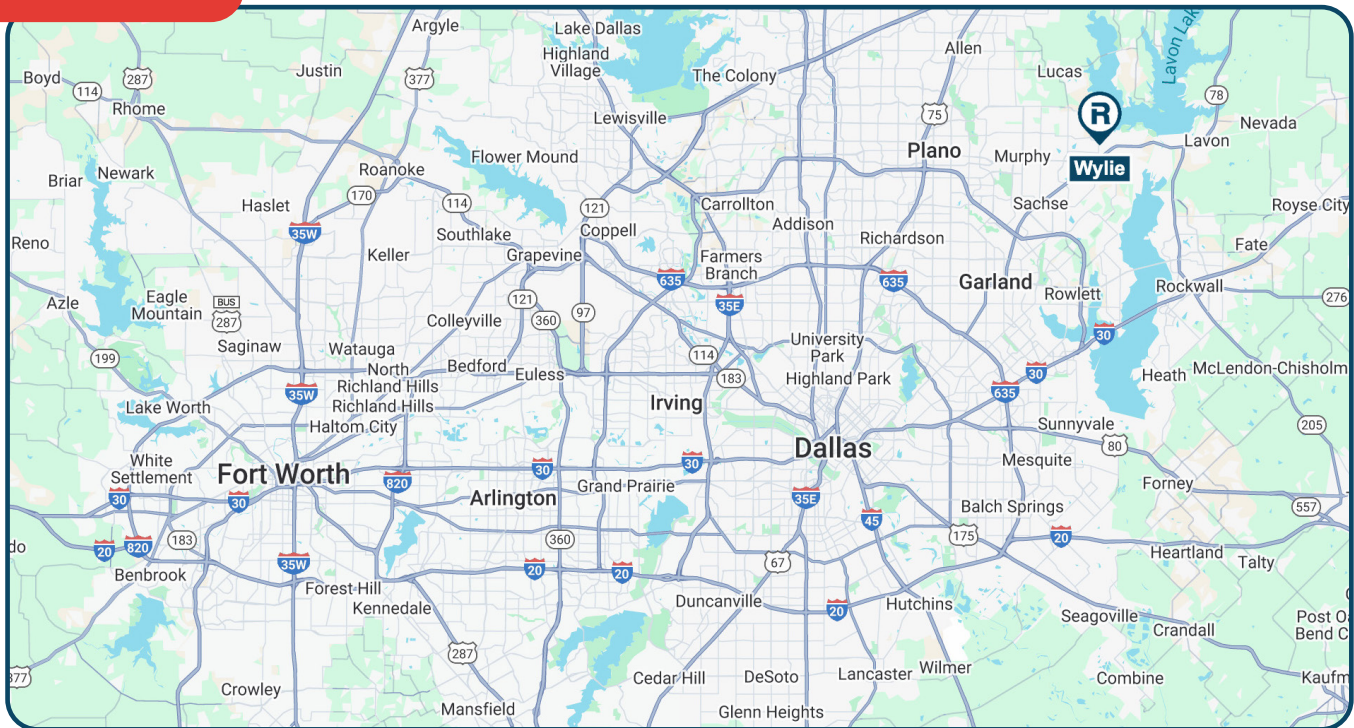 Argyle
Lake Dallas
Highland
Village
The Colony
Allen
Lucas
Lavon Lak
Boyd
114
287
Justin
377
Rhome
Lewisville
75
78
R
Nevada
Wylie
Lavon
Plano
Murphy
Briar
Newark
Roanoke
Flower Mound
170
114
Haslet
35W
121
Carrollton
Sachse
Royse City
Reno
Keller
Southlake
Coppell
Addison
Richardson
Fate
Grapevine
Farmers
Branch
635
635
35E
Garland
Rowlett
Rockwall
276
Azle
Eagle
Mountain
BUS
287
121
360
97
Colleyville
30
Saginaw
199
Watauga
North
Richland Hills
Richland Hills
Haltom City
Bedford
Euless
114
183
University
Park
Highland Park
30
635
Heath
McLendon-Chisholm
35W
Lake Worth
Irving
Sunnyvale
80
205
Dallas
Mesquite
White
Settlement
Fort Worth
30
30
820
30
30
Arlington
Grand Prairie
35E
45
Balch Springs
Forney
557
do
20
820
183
360
175
20
Heartland
Talty
Benbrook
35W
20
20
67
Forest Hill
Kennedale
Duncanville
20
Hutchins
Seagoville
Crandall
Post O
Bend C
287
377
Crowley
Mansfield
Cedar Hill
DeSoto
Lancaster
Wilmer
Combine
Kaufm
Glenn Heights